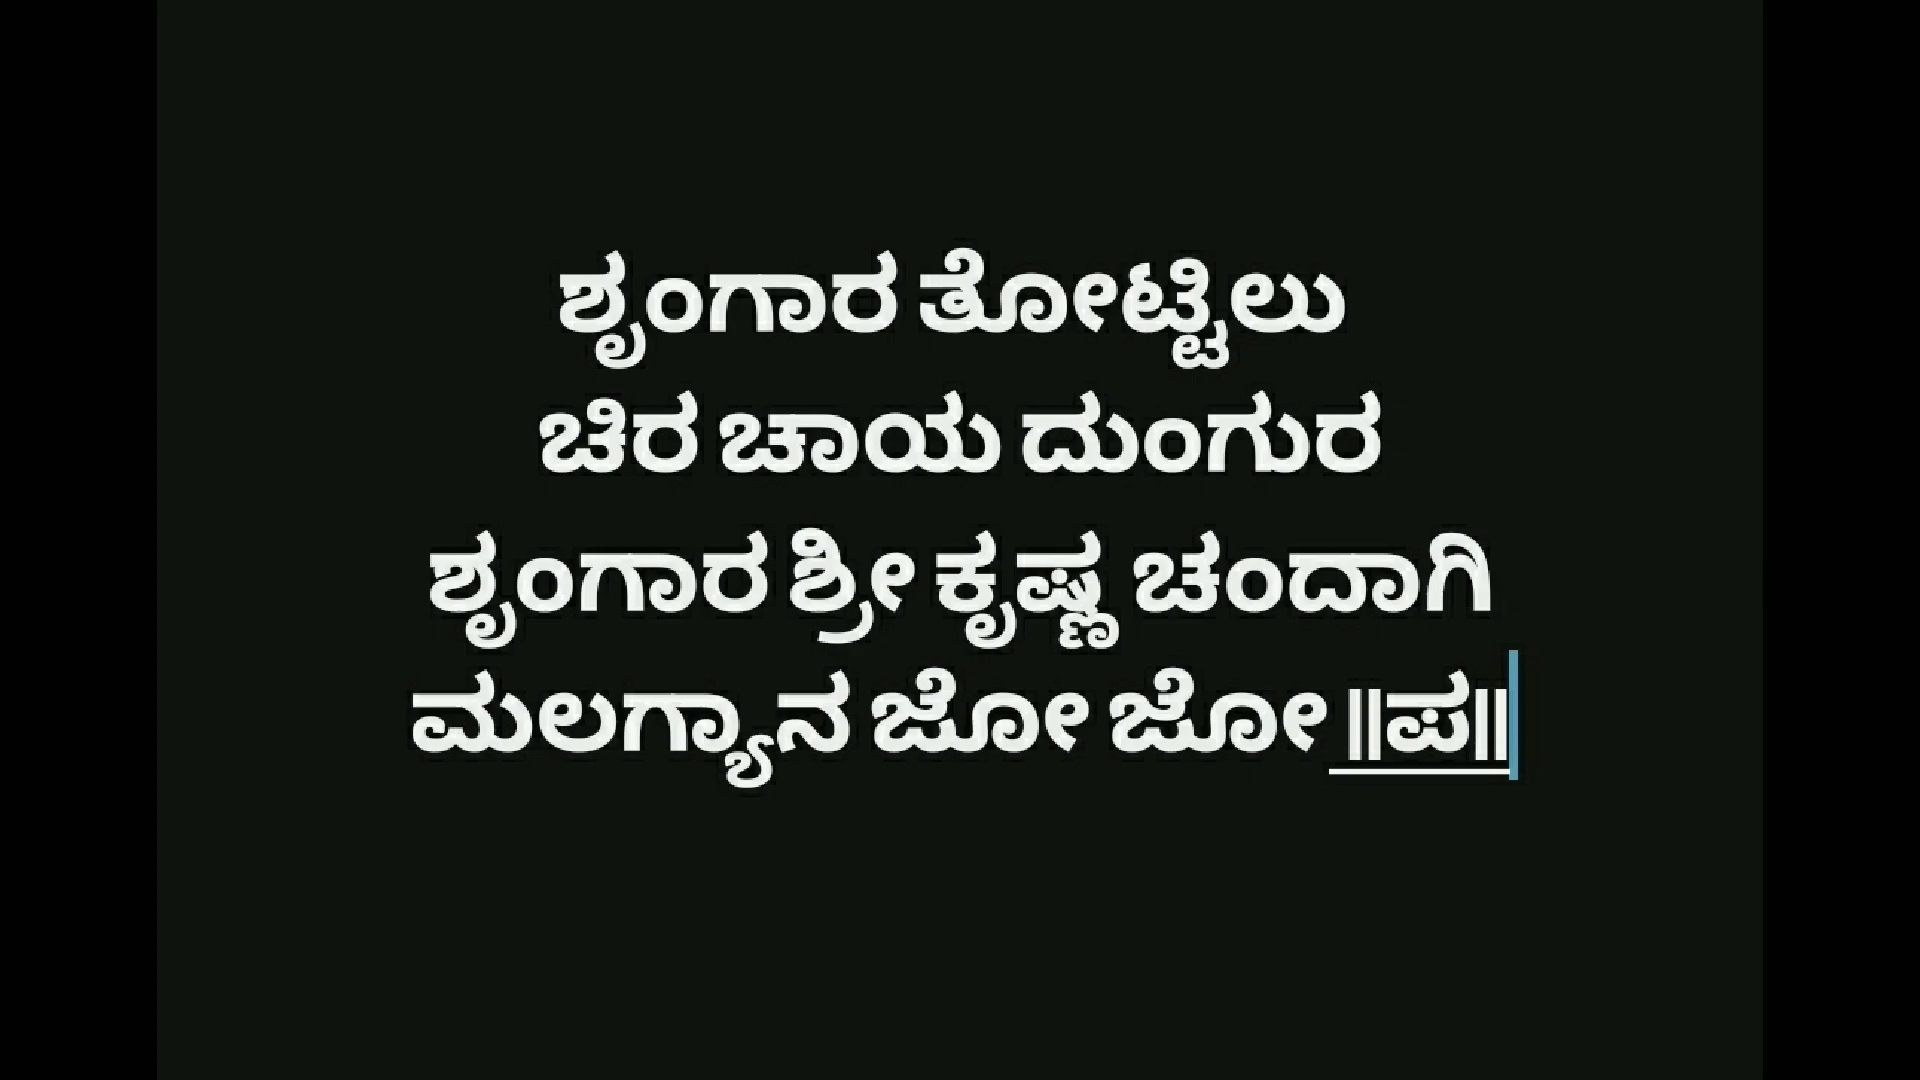 ಶೃಂಗಾರ ತೋಟ್ಟಿಲು
ಚಿರ ಚಾಯ ದುಂಗುರ
ಶೃಂಗಾರ ಶ್ರೀ ಕೃಷ್ಣ ಚಂದಾಗಿ
ಮಲಗ್ಯಾನ ಜೋ ಜೋ ||ಪ||